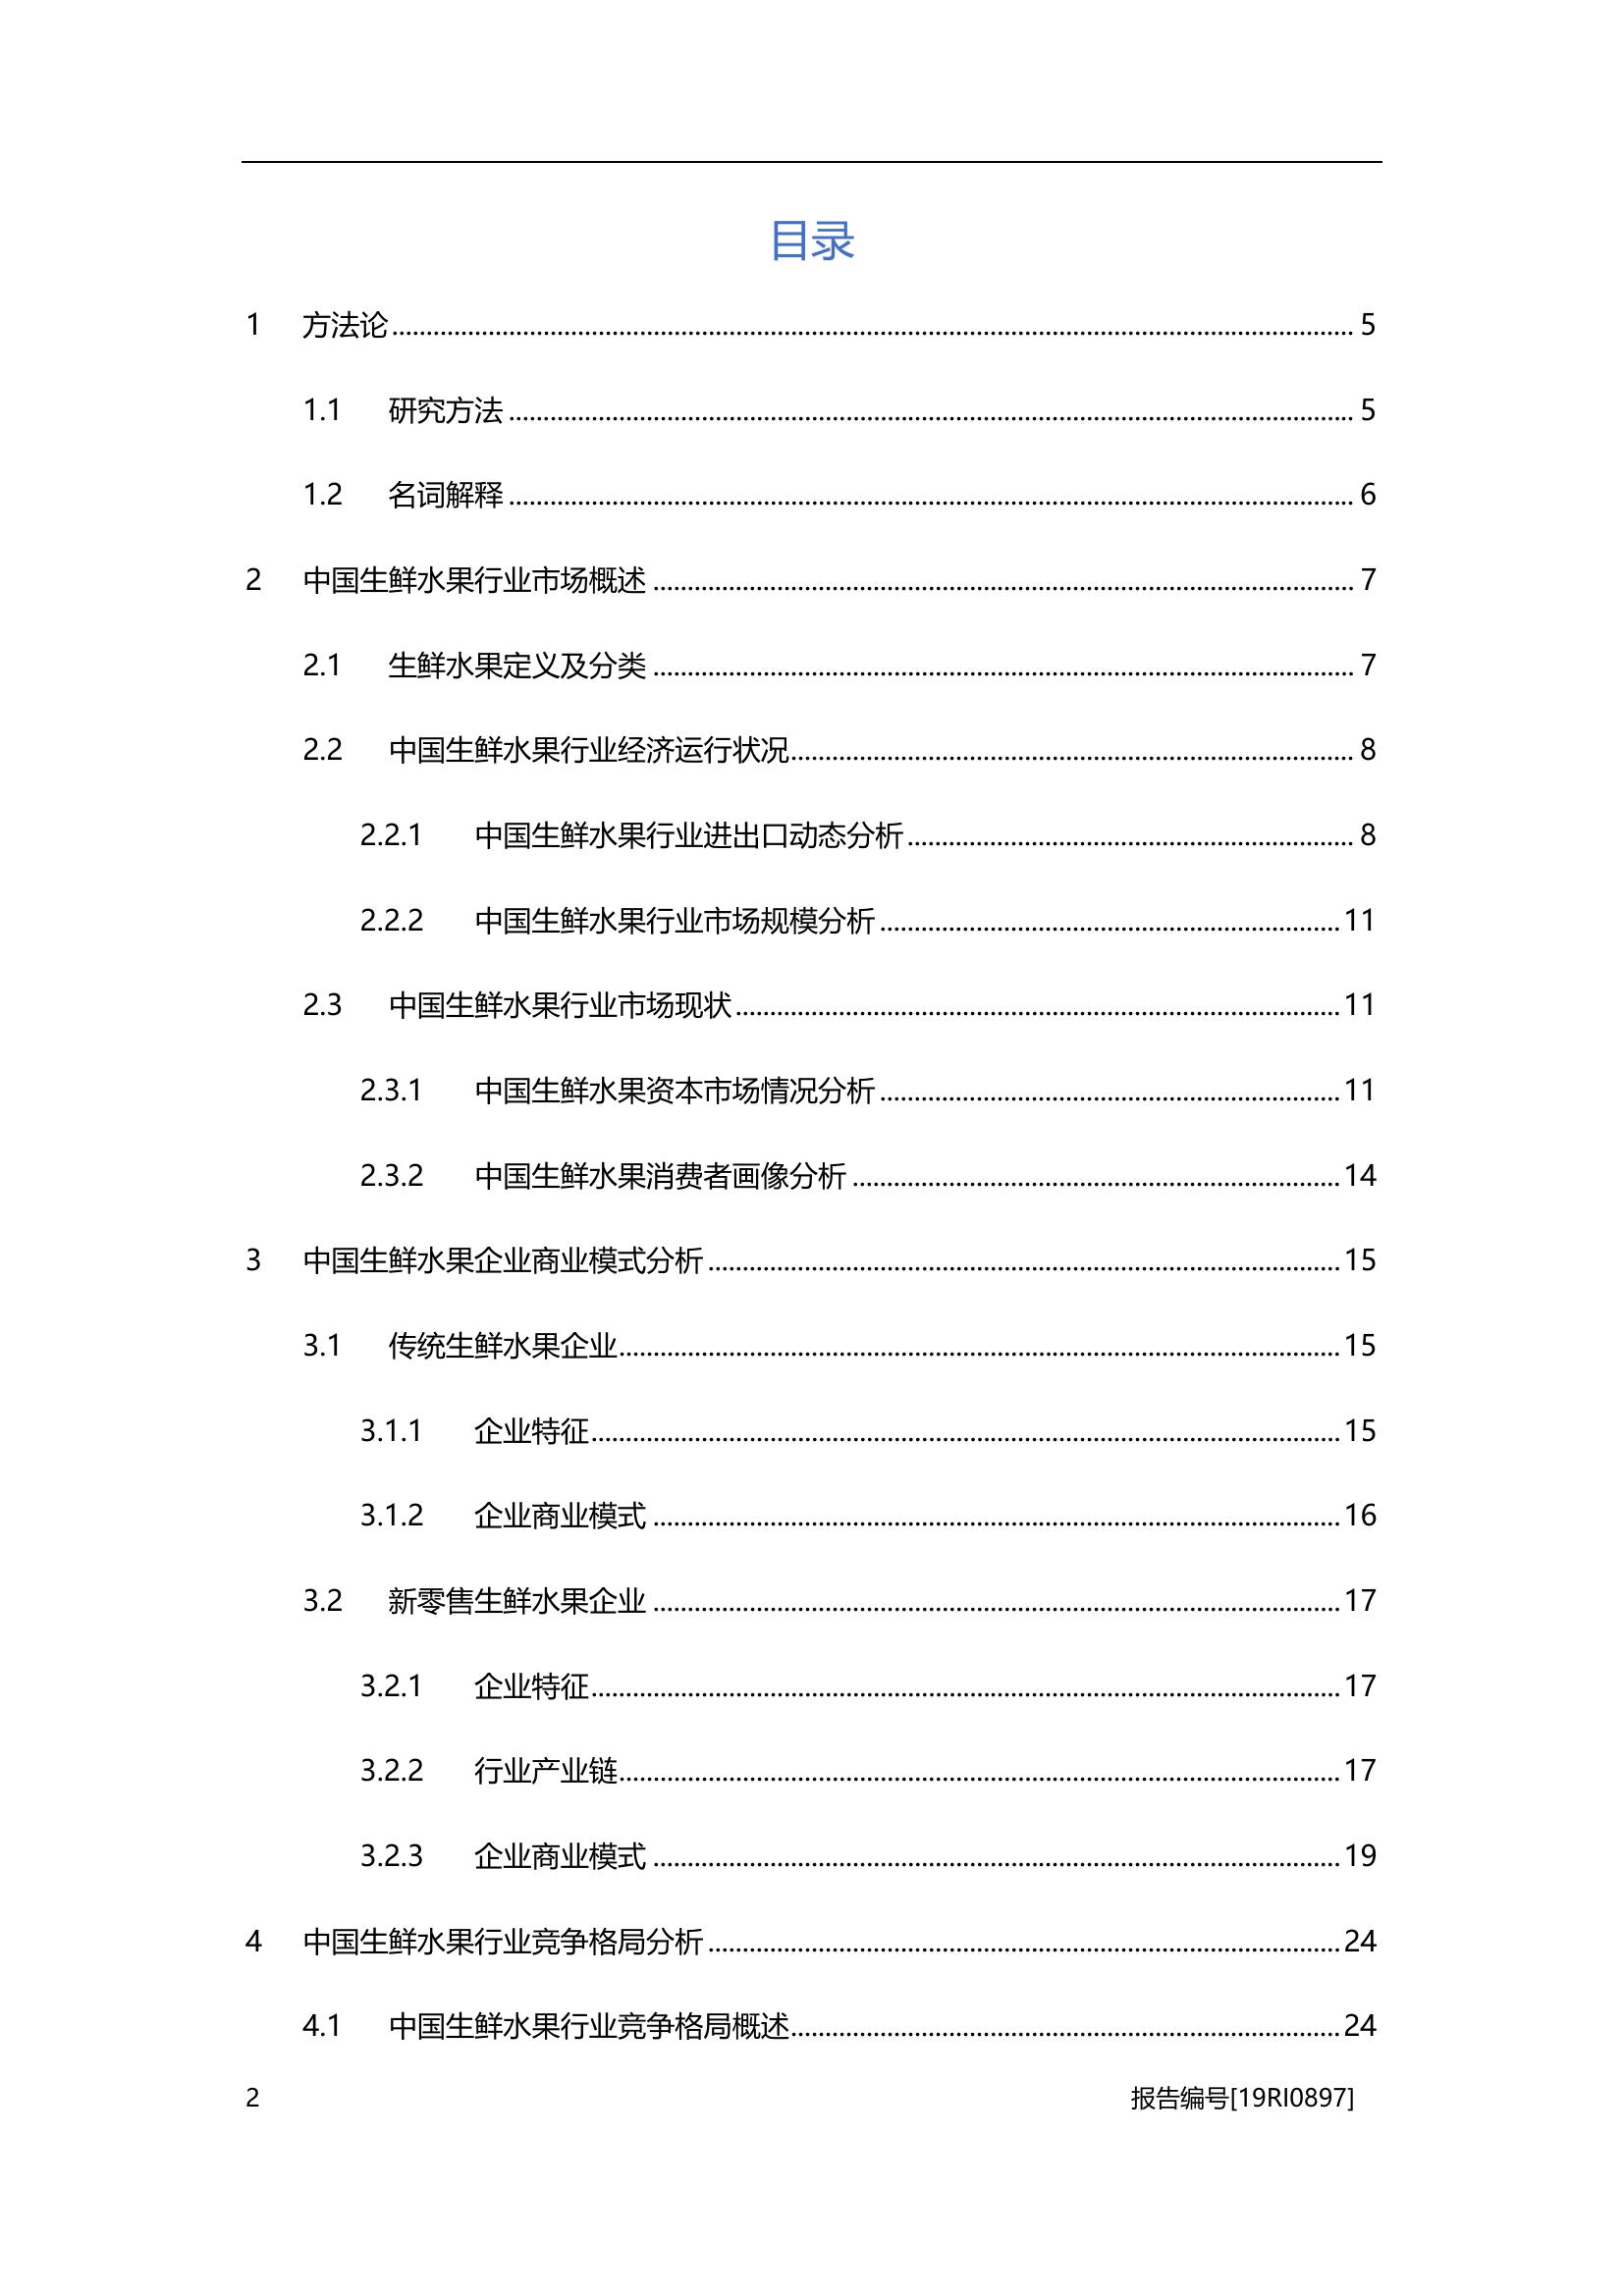 目录
1 方法论 5
1.1 研究方法 5
1.2 名词解释 6
2 中国生鲜水果行业市场概述 7
2.1 生鲜水果定义及分类 7
2.2 中国生鲜水果行业经济运行状况 8
2.2.1 中国生鲜水果行业进出口动态分析 8
2.2.2 中国生鲜水果行业市场规模分析 11
2.3 中国生鲜水果行业市场现状 11
2.3.1 中国生鲜水果资本市场情况分析 11
2.3.2 中国生鲜水果消费者画像分析 14
3 中国生鲜水果企业商业模式分析 15
3.1 传统生鲜水果企业 15
3.1.1 企业特征 15
3.1.2 企业商业模式 16
3.2 新零售生鲜水果企业 17
3.2.1 企业特征 17
3.2.2 行业产业链 17
3.2.3 企业商业模式 19
4 中国生鲜水果行业竞争格局分析 24
4.1 中国生鲜水果行业竞争格局概述 24
2 报告编号[19RI0897]